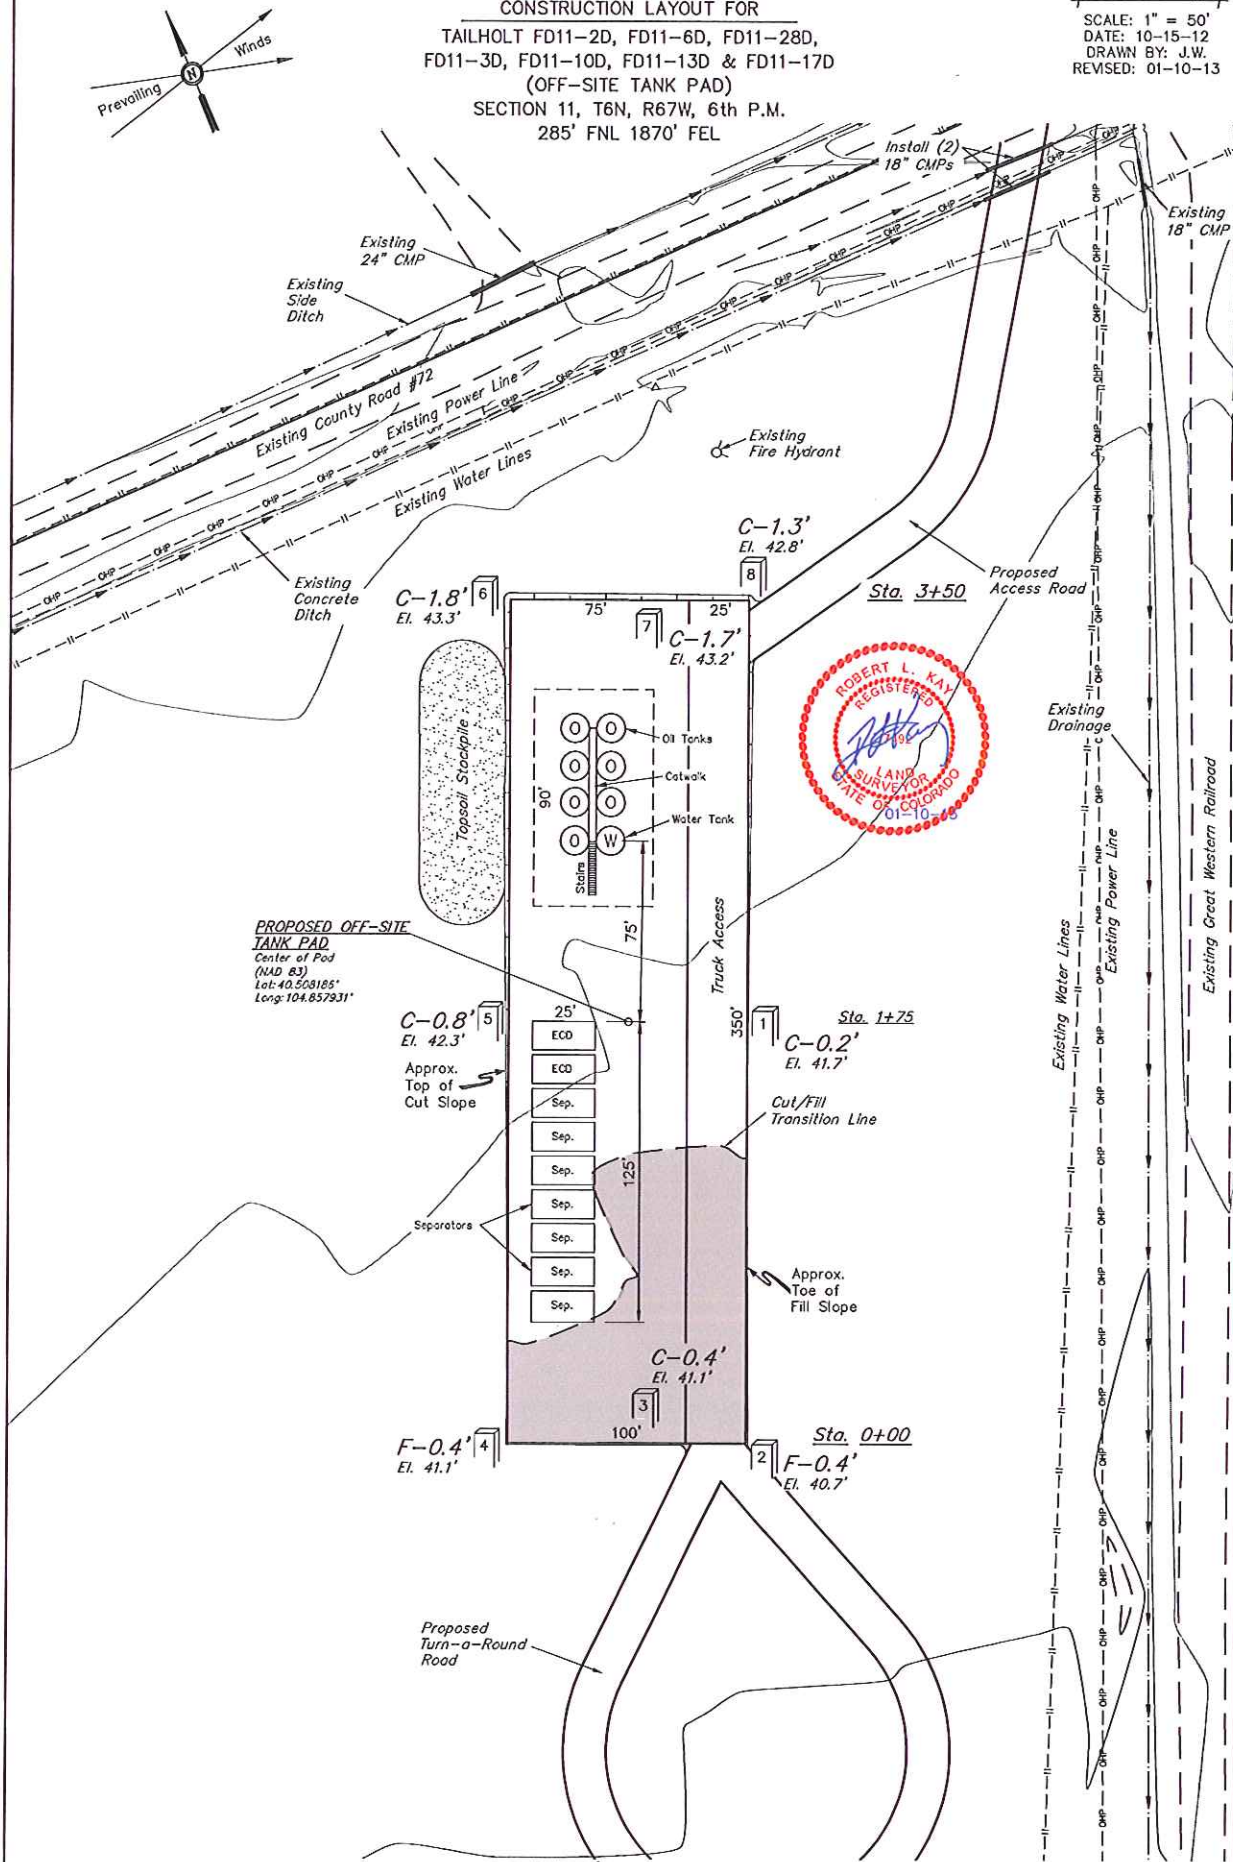 CONSTRUCTION LAYOUT FOR
TAILHOLT FD11-2D, FD11-6D, FD11-28D,
FD11-3D, FD11-10D, FD11-13D & FD11-17D
(OFF-SITE TANK PAD)
SECTION 11, T6N, R67W, 6th P.M.
285' FNL 1870' FEL
SCALE: 1" = 50'
DATE: 10-15-12
DRAWN BY: J.W.
REVISED: 01-10-13
Prevailing
N
Winds
Install (2)
18" CMPs
Existing
18" CMP
Existing
24" CMP
Existing
Side
Ditch
Existing County Road #72
Existing Power Line
Existing Water Lines
OHP
Existing
Fire Hydrant
Existing
Concrete
Ditch
C-1.3'
El. 42.8'
8
Proposed
Access Road
C-1.8'
El. 43.3'
6
75'
25'
7
C-1.7'
El. 43.2'
Sta. 3+50
ROBERT L. KAY
REGISTERED
LAND
SURVEYOR
STATE OF COLORADO
Topsoil Stockpile
90'
O O
O O
O O
O W
Oil Tanks
Catwalk
Water Tank
Stairs
75'
Truck Access
Existing
Drainage
Existing Great Western Railroad
Existing Power Line
Existing Water Lines
PROPOSED OFF-SITE
TANK PAD
Center of Pad
(NAD 83)
Lat: 40.508185°
Long: 104.857931°
C-0.8'
El. 42.3'
5
25'
350'
1
Sta. 1+75
C-0.2'
El. 41.7'
Approx.
Top of
Cut Slope
ECD
ECD
Sep.
Sep.
Sep.
Sep.
Sep.
Sep.
Sep.
125'
Cut/Fill
Transition Line
Separators
Approx.
Toe of
Fill Slope
C-0.4'
El. 41.1'
3
100'
F-0.4'
El. 41.1'
4
Sta. 0+00
2
F-0.4'
El. 40.7'
Proposed
Turn-a-Round
Road